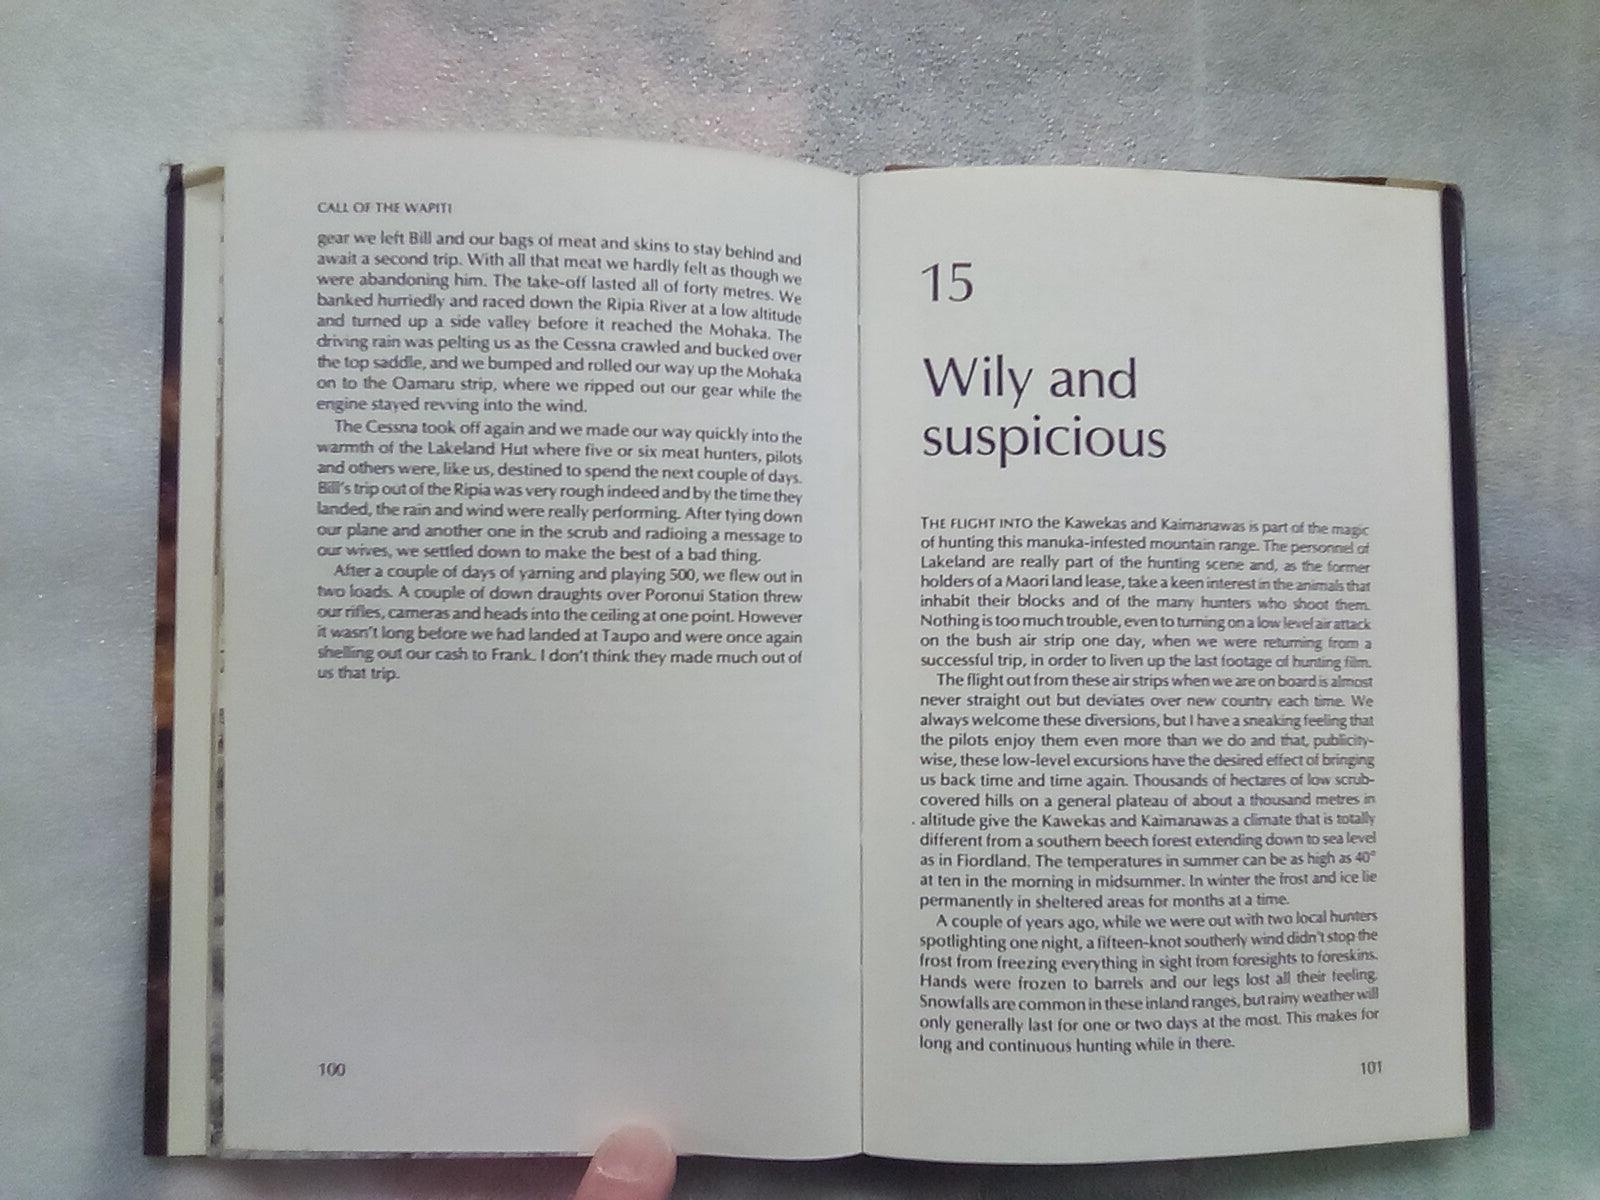 CALL OF THE WAPITI
gear we left Bill and our bags of meat and skins to stay behind and
await a second trip. With all that meat we hardly felt as though we
were abandoning him. The take-off lasted all of forty metres. We
banked hurriedly and raced down the Ripia River at a low altitude
and turned up a side valley before it reached the Mohaka. The
driving rain was pelting us as the Cessna crawled and bucked over
the top saddle, and we bumped and rolled our way up the Mohaka
on to the Oamaru strip, where we ripped out our gear while the
engine stayed revving into the wind.
The Cessna took off again and we made our way quickly into the
warmth of the Lakeland Hut where five or six meat hunters, pilots
and others were, like us, destined to spend the next couple of days.
Bill's trip out of the Ripia was very rough indeed and by the time they
landed, the rain and wind were really performing. After tying down
our plane and another one in the scrub and radioing a message to
our wives, we settled down to make the best of a bad thing.
After a couple of days of yarning and playing 500, we flew out in
two loads. A couple of down draughts over Poronui Station threw
our rifles, cameras and heads into the ceiling at one point. However
it wasn't long before we had landed at Taupo and were once again
shelling out our cash to Frank. I don't think they made much out of
us that trip.
100
15
Wily and
suspicious
THE FLIGHT INTO the Kawekas and Kaimanawas is part of the magic
of hunting this manuka-infested mountain range. The personnel of
Lakeland are really part of the hunting scene and, as the former
holders of a Maori land lease, take a keen interest in the animals that
inhabit their blocks and of the many hunters who shoot them.
Nothing is too much trouble, even to turning on a low level air attack
on the bush air strip one day, when we were returning from a
successful trip, in order to liven up the last footage of hunting film.
The flight out from these air strips when we are on board is almost
never straight out but deviates over new country each time. We
always welcome these diversions, but I have a sneaking feeling that
the pilots enjoy them even more than we do and that, publicity-
wise, these low-level excursions have the desired effect of bringing
us back time and time again. Thousands of hectares of low scrub-
covered hills on a general plateau of about a thousand metres in
altitude give the Kawekas and Kaimanawas a climate that is totally
different from a southern beech forest extending down to sea level
as in Fiordland. The temperatures in summer can be as high as 40°
at ten in the morning in midsummer. In winter the frost and ice lie
permanently in sheltered areas for months at a time.
A couple of years ago, while we were out with two local hunters
spotlighting one night, a fifteen-knot southerly wind didn't stop the
frost from freezing everything in sight from foresights to foreskins.
Hands were frozen to barrels and our legs lost all their feeling.
Snowfalls are common in these inland ranges, but rainy weather will
only generally last for one or two days at the most. This makes for
long and continuous hunting while in there.
101